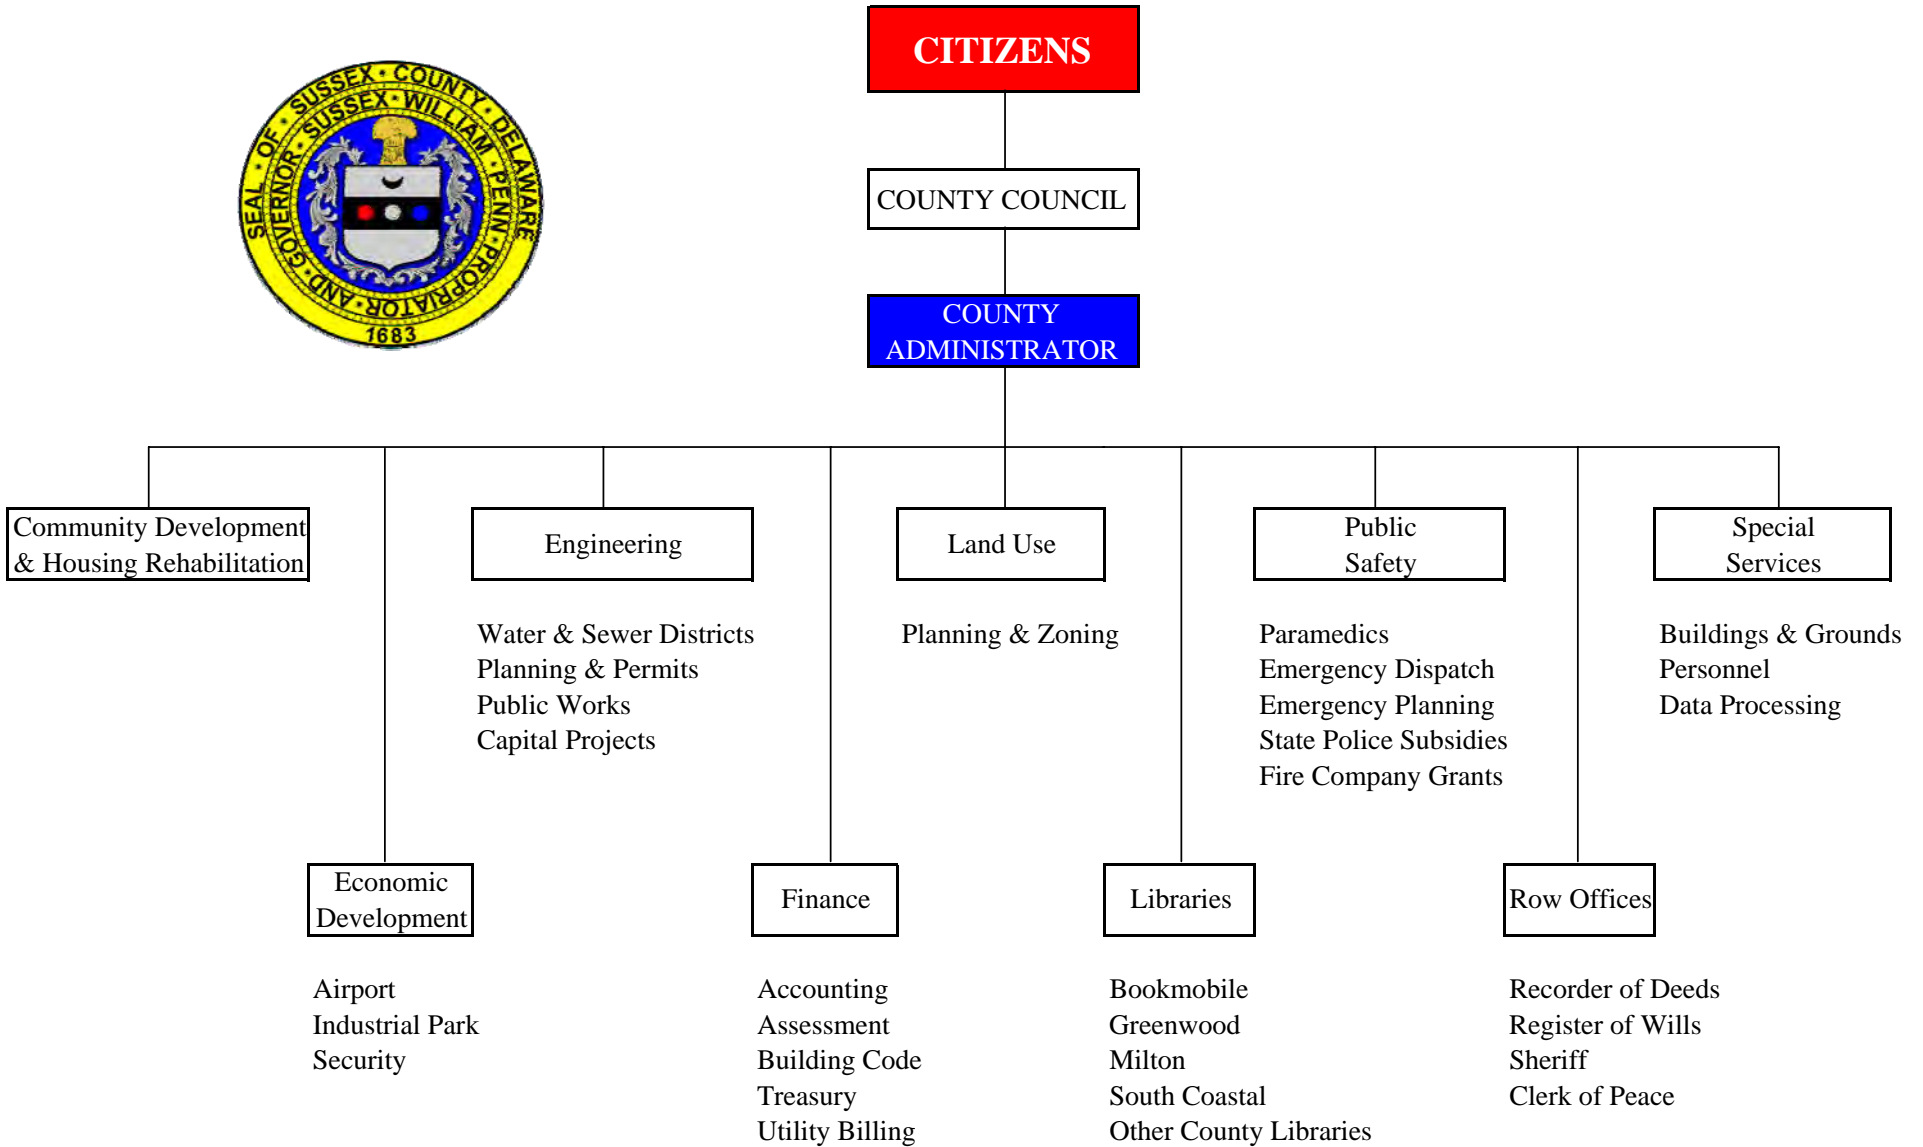 CITIZENS
SEAL · OF · SUSSEX · COUNTY · DELAWARE
GOVERNOR · SUSSEX · WILLIAM · PENN · PROPRIATOR · AND ·
1683
COUNTY COUNCIL
COUNTY
ADMINISTRATOR
Community Development
& Housing Rehabilitation
Engineering
Water & Sewer Districts
Planning & Permits
Public Works
Capital Projects
Land Use
Planning & Zoning
Public
Safety
Paramedics
Emergency Dispatch
Emergency Planning
State Police Subsidies
Fire Company Grants
Special
Services
Buildings & Grounds
Personnel
Data Processing
Economic
Development
Airport
Industrial Park
Security
Finance
Accounting
Assessment
Building Code
Treasury
Utility Billing
Libraries
Bookmobile
Greenwood
Milton
South Coastal
Other County Libraries
Row Offices
Recorder of Deeds
Register of Wills
Sheriff
Clerk of Peace